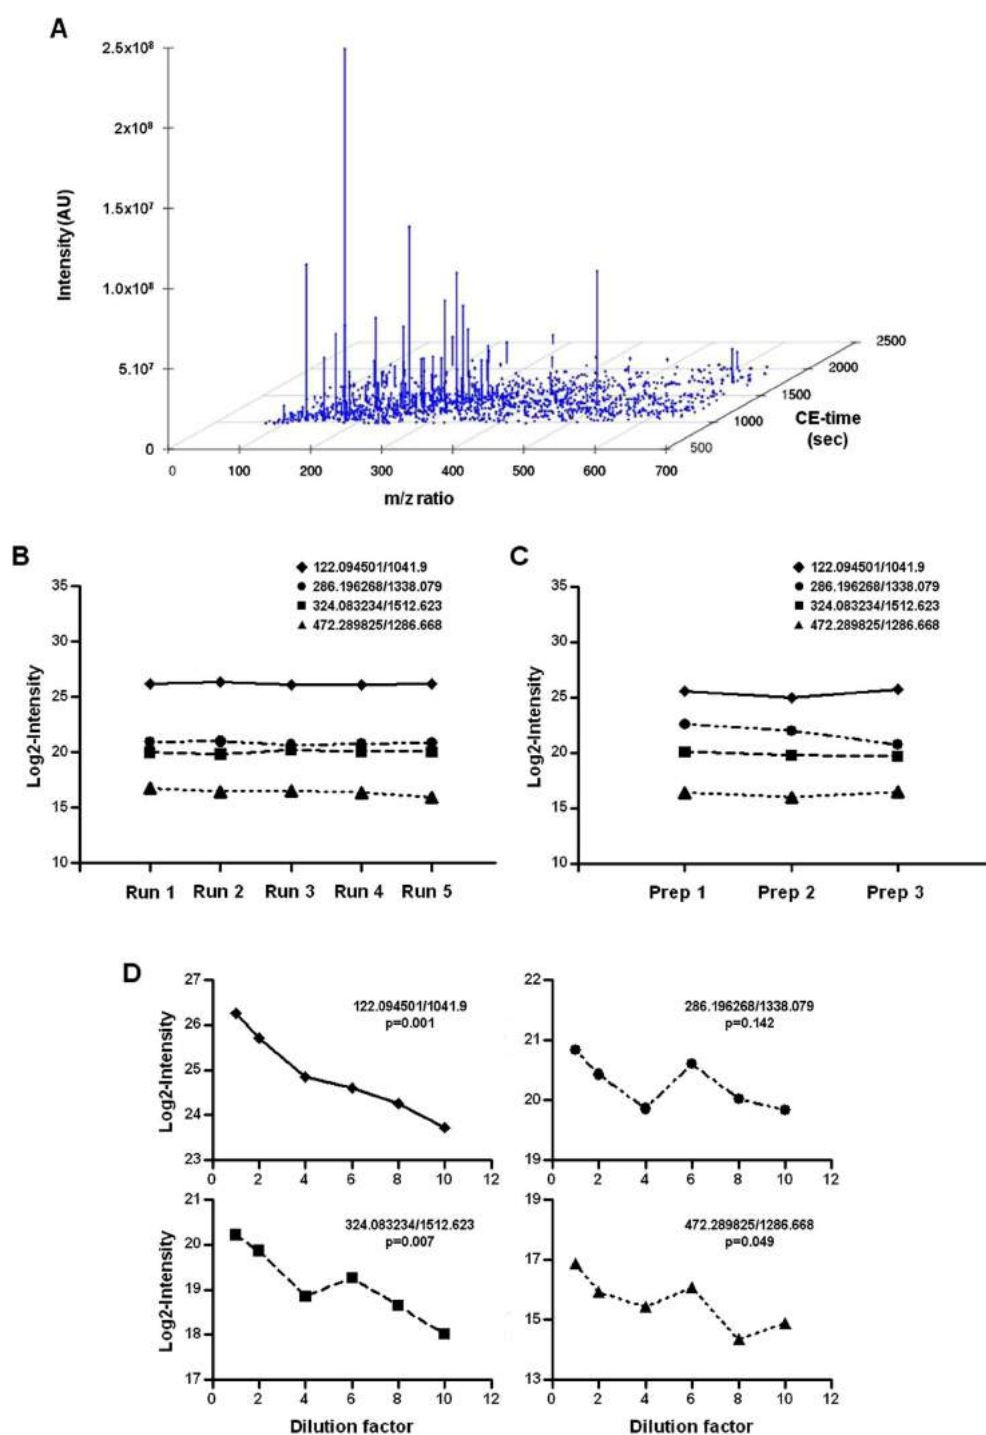 A
2.5x10⁸
2x10⁸
1.5x10⁷
1.0x10⁸
5.10⁷
0
Intensity (AU)
0 100 200 300 400 500 600 700
m/z ratio
500
1000
1500
2000
2500
CE-time
(sec)
B
122.094501/1041.9
286.196268/1338.079
324.083234/1512.623
472.289825/1286.668
35
30
25
20
15
10
Log2-Intensity
Run 1 Run 2 Run 3 Run 4 Run 5
C
122.094501/1041.9
286.196268/1338.079
324.083234/1512.623
472.289825/1286.668
35
30
25
20
15
10
Log2-Intensity
Prep 1 Prep 2 Prep 3
D
27
26
25
24
23
Log2-Intensity
122.094501/1041.9
p=0.001
0 2 4 6 8 10 12
22
21
20
19
286.196268/1338.079
p=0.142
0 2 4 6 8 10 12
21
20
19
18
17
Log2-Intensity
324.083234/1512.623
p=0.007
0 2 4 6 8 10 12
Dilution factor
19
17
15
13
472.289825/1286.668
p=0.049
0 2 4 6 8 10 12
Dilution factor